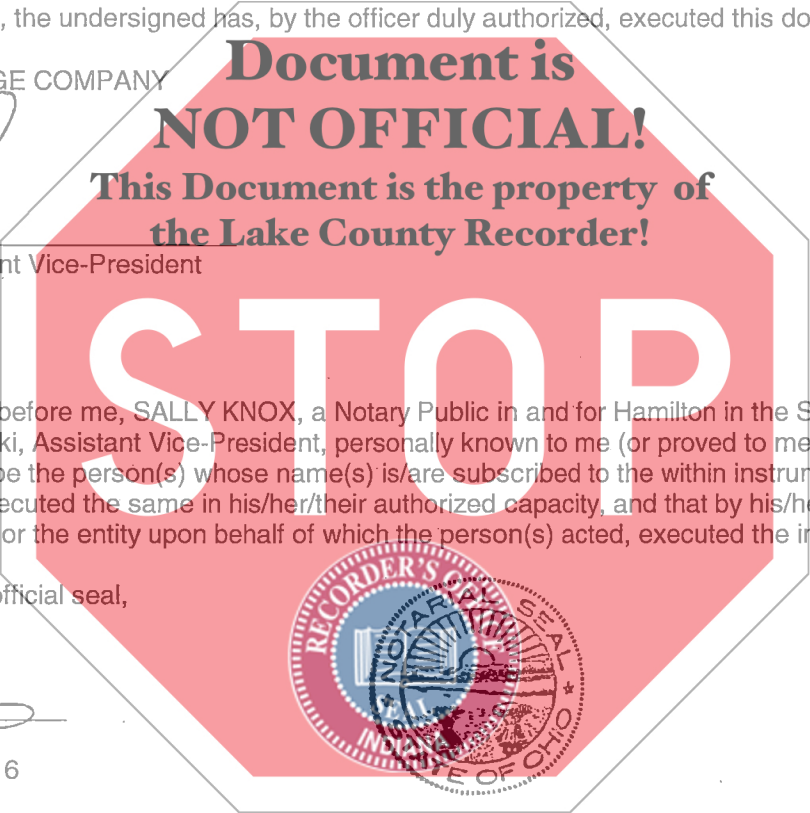 , the undersigned has, by the officer duly authorized, executed this do
Document is
GE COMPANY
NOT OFFICIAL!
This Document is the property of
the Lake County Recorder!
nt Vice-President
STOP
before me, SALLY KNOX, a Notary Public in and for Hamilton in the S
ki, Assistant Vice-President, personally known to me (or proved to me
be the person(s) whose name(s) is/are subscribed to the within instrum
ecuted the same in his/her/their authorized capacity, and that by his/he
or the entity upon behalf of which the person(s) acted, executed the in
official seal,
RECORDER'S OFFICE
SEAL
INDIANA
NOTARIAL SEAL
STATE OF OHIO
6